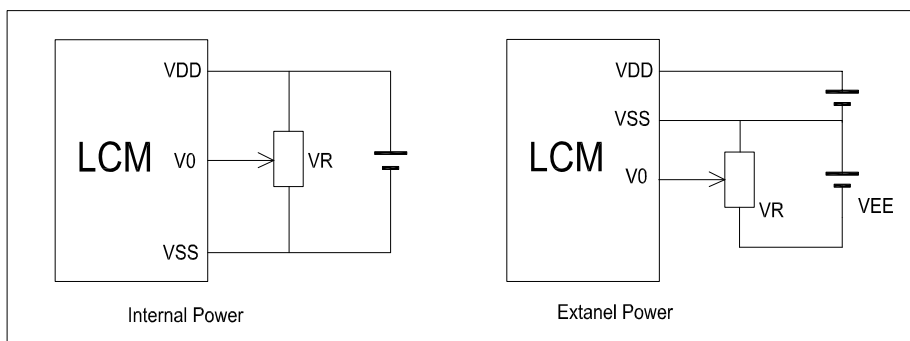 VDD
LCM
V0
VR
VSS
Internal Power
VDD
VSS
LCM
V0
VR
VEE
Extanel Power